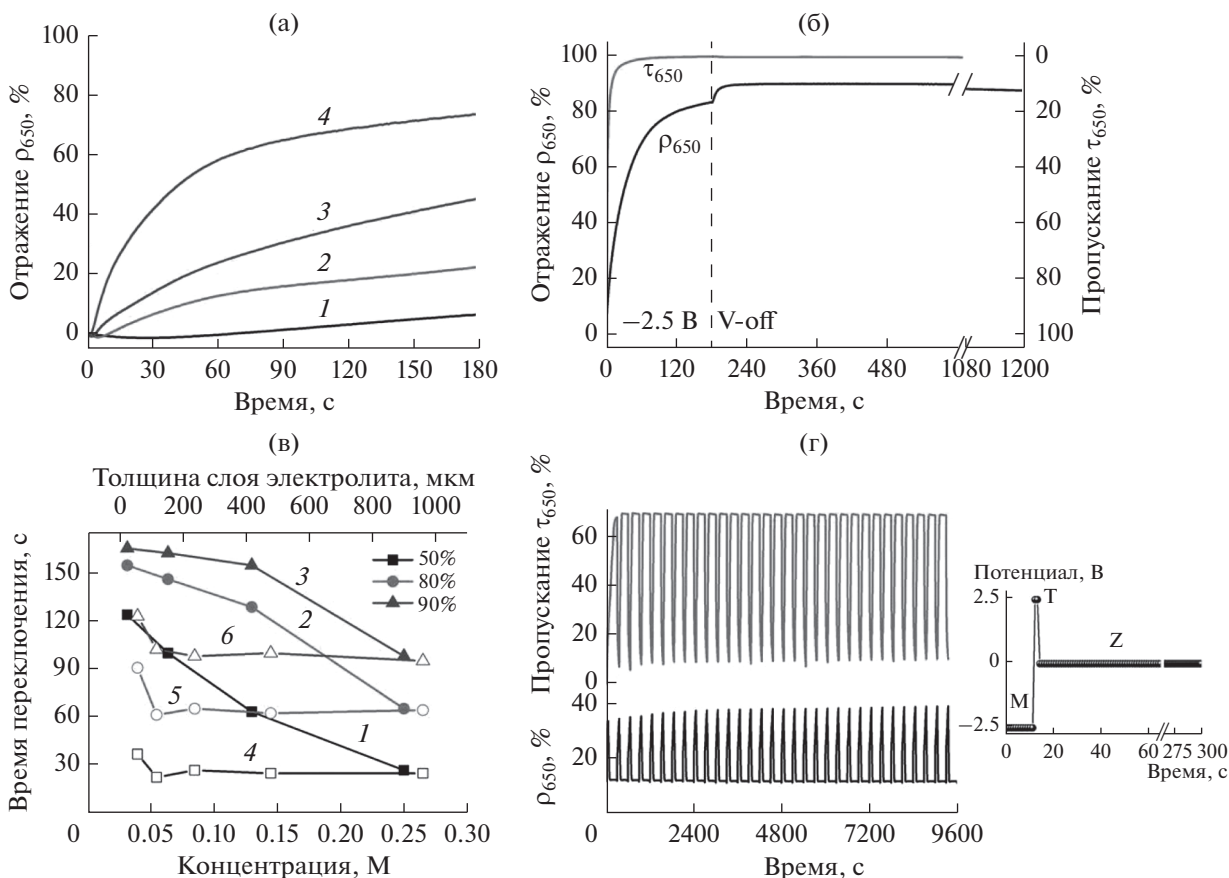 (а)
Отражение ρ650, %
100
80
60
40
20
0
4
3
2
1
0 30 60 90 120 150 180
Время, с
(б)
Отражение ρ650, %
100
80
60
40
20
0
τ650
ρ650
−2.5 В
V-off
0
20
40
60
80
100
Пропускание τ650, %
0 120 240 360 480 1080 1200
Время, с
(в)
Толщина слоя электролита, мкм
0 200 400 600 800 1000
Время переключения, с
150
120
90
60
30
0
50%
80%
90%
3
2
6
5
1
4
0.05 0.10 0.15 0.20 0.25 0.30
Концентрация, М
(г)
Пропускание τ650, %
60
40
20
0
ρ650, %
40
20
0 2400 4800 7200 9600
Время, с
Потенциал, В
2.5
0
−2.5
T
Z
M
0 20 40 60 275 300
Время, с